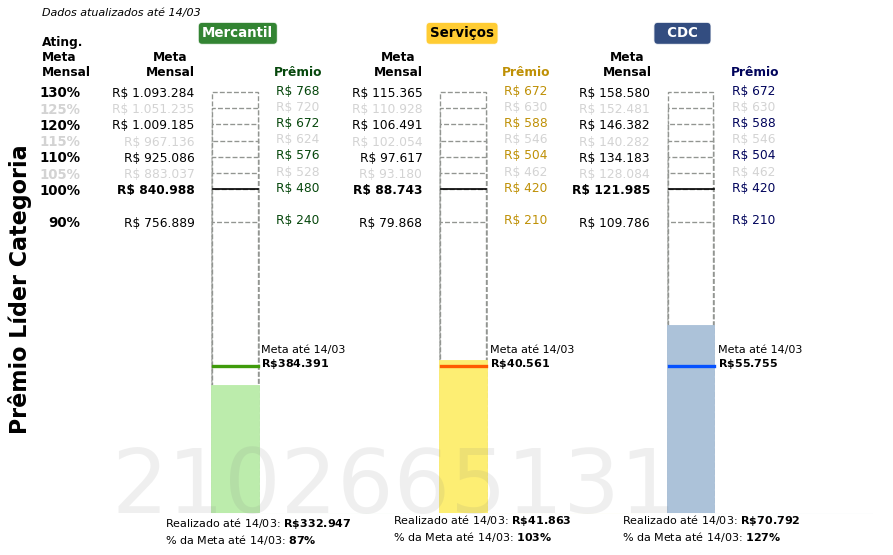 Dados atualizados até 14/03
Mercantil Serviços CDC
Ating. Meta Mensal
Meta Mensal Prêmio Meta Mensal Prêmio Meta Mensal Prêmio
130% R$ 1.093.284 R$ 768 R$ 115.365 R$ 672 R$ 158.580 R$ 672
125% R$ 1.051.235 R$ 720 R$ 110.928 R$ 630 R$ 152.481 R$ 630
120% R$ 1.009.185 R$ 672 R$ 106.491 R$ 588 R$ 146.382 R$ 588
115% R$ 967.136 R$ 624 R$ 102.054 R$ 546 R$ 140.282 R$ 546
110% R$ 925.086 R$ 576 R$ 97.617 R$ 504 R$ 134.183 R$ 504
105% R$ 883.037 R$ 528 R$ 93.180 R$ 462 R$ 128.084 R$ 462
100% R$ 840.988 R$ 480 R$ 88.743 R$ 420 R$ 121.985 R$ 420
90% R$ 756.889 R$ 240 R$ 79.868 R$ 210 R$ 109.786 R$ 210
Prêmio Líder Categoria
Meta até 14/03 Meta até 14/03 Meta até 14/03
R$384.391 R$40.561 R$55.755
2102665131
Realizado até 14/03: R$332.947 Realizado até 14/03: R$41.863 Realizado até 14/03: R$70.792
% da Meta até 14/03: 87% % da Meta até 14/03: 103% % da Meta até 14/03: 127%